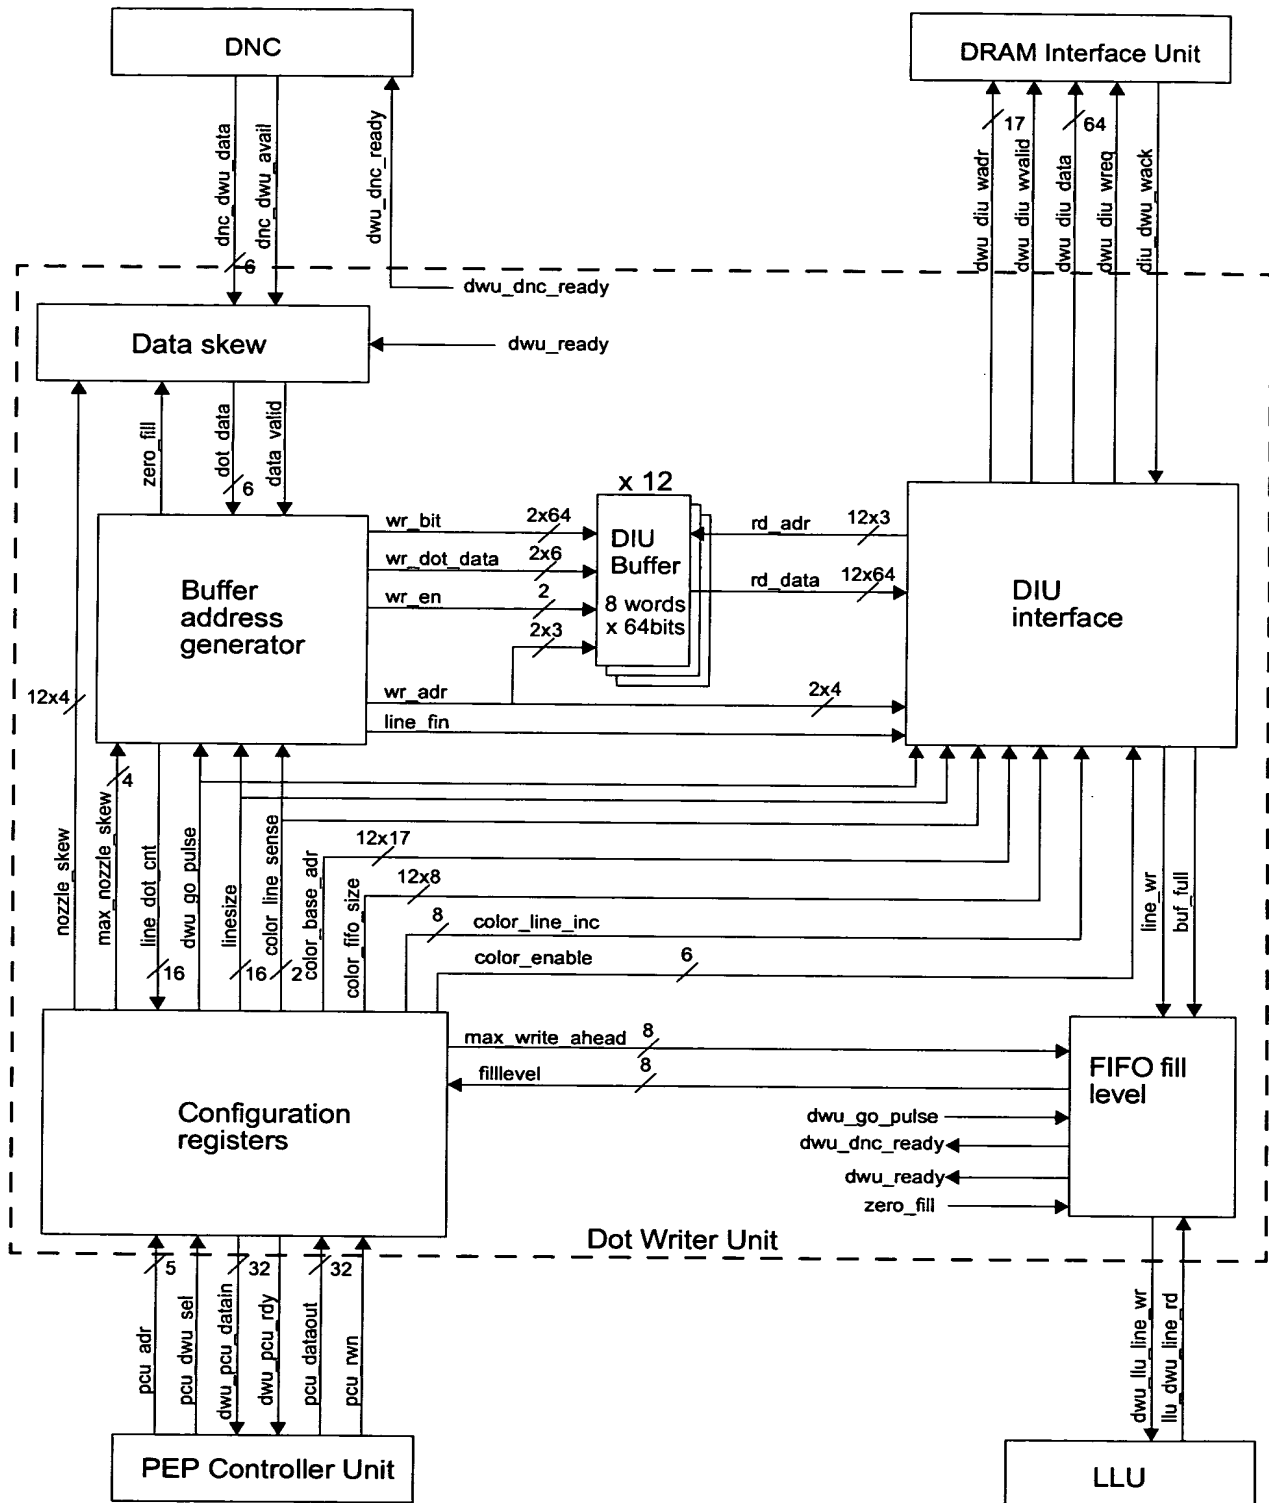 DNC
DRAM Interface Unit
dnc_dwu_data
dnc_dwu_avail
dwu_dnc_ready
17
64
dwu_diu_wadr
dwu_diu_wvalid
dwu_diu_data
dwu_diu_wreq
diu_dwu_wack
6
dwu_dnc_ready
Data skew
dwu_ready
zero_fill
dot_data
data_valid
6
x 12
wr_bit
2x64
DIU
Buffer
8 words
x 64bits
rd_adr
12x3
wr_dot_data
2x6
rd_data
12x64
wr_en
2
2x3
Buffer
address
generator
DIU
interface
wr_adr
2x4
line_fin
12x4
4
nozzle_skew
max_nozzle_skew
line_dot_cnt
dwu_go_pulse
linesize
color_line_sense
color_base_adr
color_fifo_size
16
16
2
12x17
12x8
8
color_line_inc
color_enable
6
line_wr
buf_full
max_write_ahead
8
filllevel
8
FIFO fill
level
Configuration
registers
dwu_go_pulse
dwu_dnc_ready
dwu_ready
zero_fill
Dot Writer Unit
5
32
32
pcu_adr
pcu_dwu_sel
dwu_pcu_datain
dwu_pcu_rdy
pcu_dataout
pcu_rwn
dwu_llu_line_wr
llu_dwu_line_rd
PEP Controller Unit
LLU